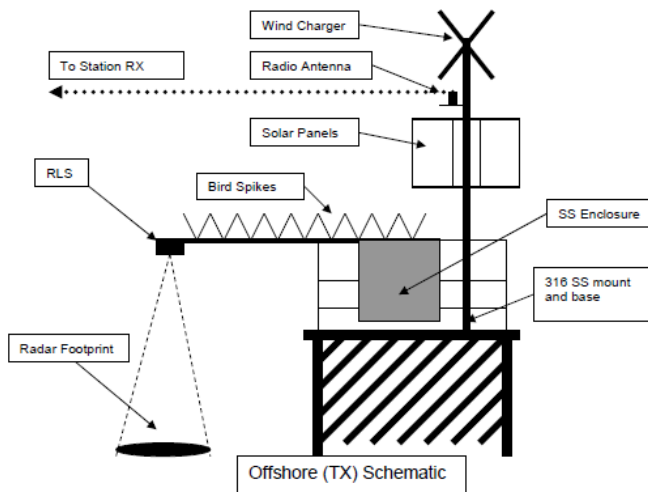 Wind Charger
To Station RX
Radio Antenna
Solar Panels
RLS
Bird Spikes
SS Enclosure
316 SS mount
and base
Radar Footprint
Offshore (TX) Schematic